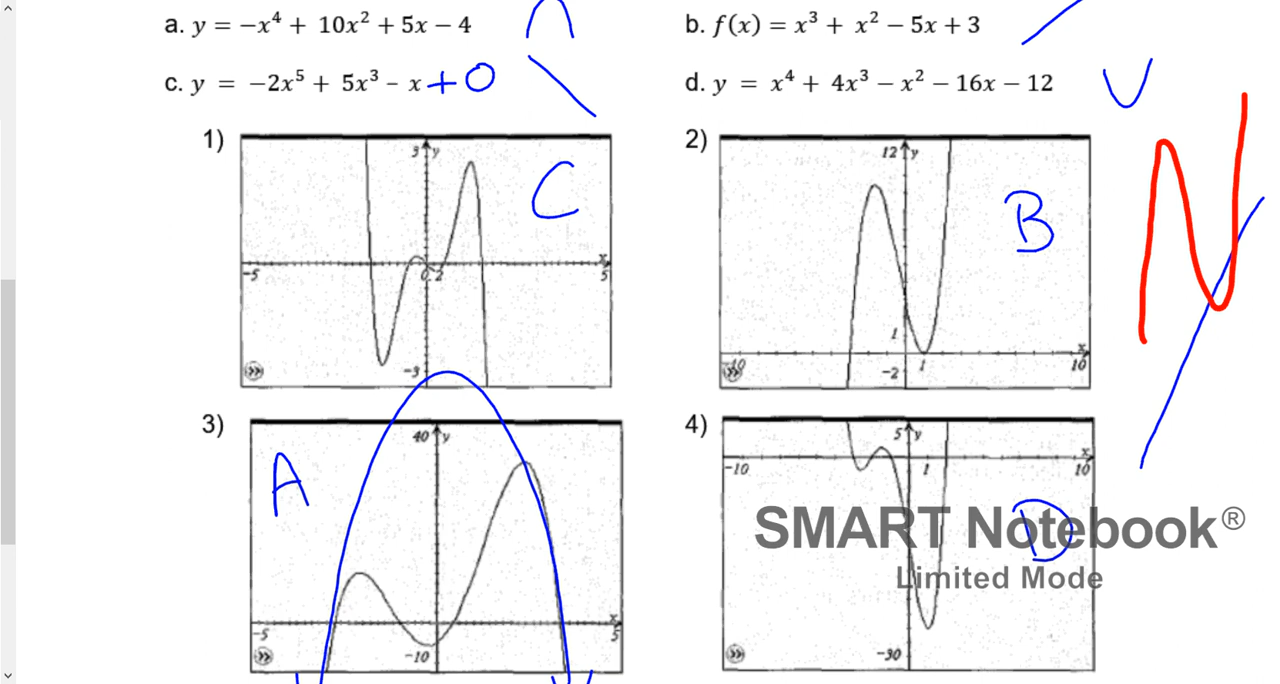 a. y = −x⁴ + 10x² + 5x − 4
b. f(x) = x³ + x² − 5x + 3
c. y = −2x⁵ + 5x³ − x + 0
d. y = x⁴ + 4x³ − x² − 16x − 12
1)
3 y
C
x
-5
0.2
5
-3
2)
12 y
B
1
x
-10
-2
1
10
3)
40 y
A
x
-5
5
-10
4)
5 y
x
-10
1
10
D
-30
SMART Notebook®
Limited Mode